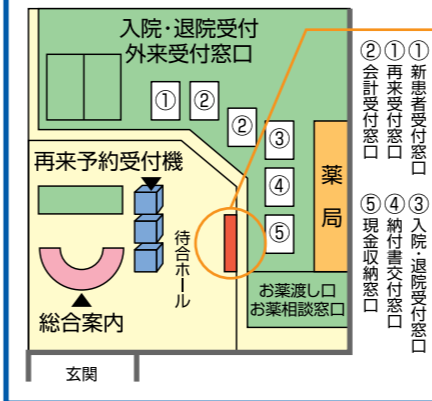 入院・退院受付
外来受付窓口
①
②
②
③
④
⑤
薬局
再来予約受付機
待合ホール
総合案内
お薬渡し口
お薬相談窓口
玄関
①新患者受付窓口
①再来受付窓口
②会計受付窓口
③入院・退院受付窓口
④納付書交付窓口
⑤現金収納窓口